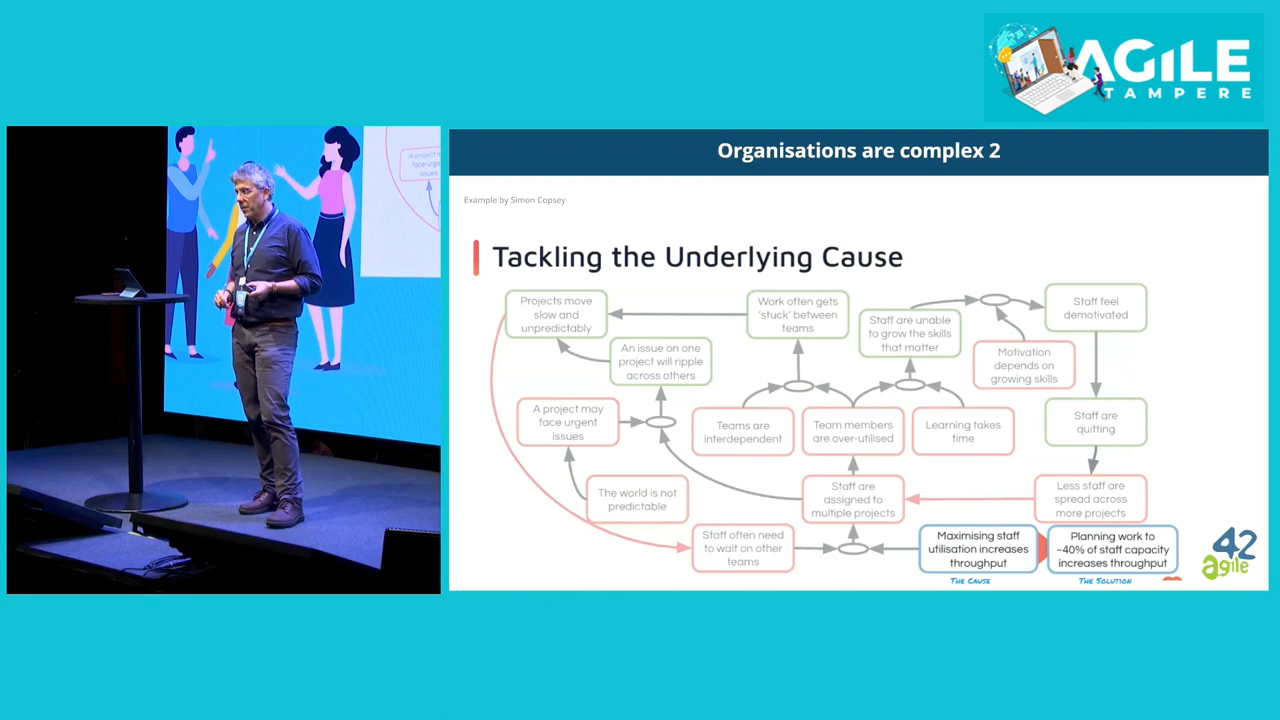 AGILE
TAMPERE
A project m
face urge
issues
Organisations are complex 2
Example by Simon Copsey
Tackling the Underlying Cause
Projects move
slow and
unpredictably
Work often gets
'stuck' between
teams
Staff are unable
to grow the skills
that matter
Staff feel
demotivated
An issue on one
project will ripple
across others
Motivation
depends on
growing skills
A project may
face urgent
issues
Teams are
interdependent
Team members
are over-utilised
Learning takes
time
Staff are
quitting
The world is not
predictable
Staff are
assigned to
multiple projects
Less staff are
spread across
more projects
Staff often need
to wait on other
teams
Maximising staff
utilisation increases
throughput
Planning work to
~40% of staff capacity
increases throughput
The Cause
The Solution
agile
42